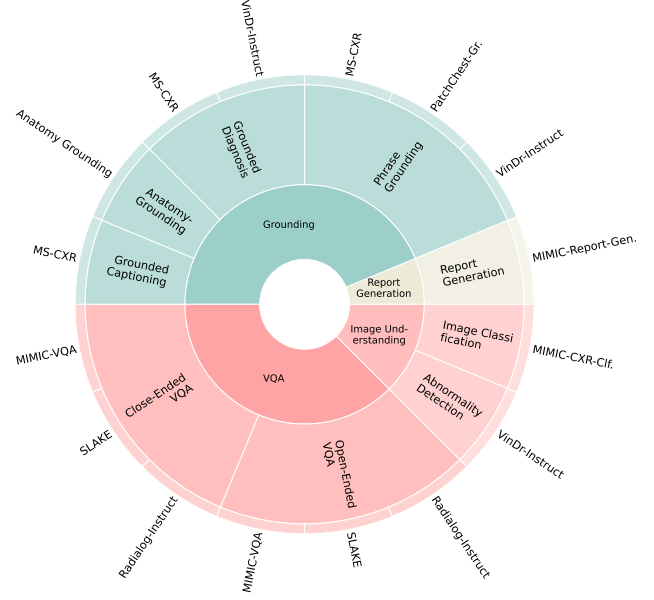 VinDr-Instruct
MS-CXR
PatchChest-Gr.
MS-CXR
VinDr-Instruct
Anatomy Grounding
Grounded
Diagnosis
Phrase
Grounding
Anatomy-
Grounding
Grounding
MS-CXR
Grounded
Captioning
Report
Generation
Report
Generation
MIMIC-Report-Gen.
MIMIC-VQA
Image Und-
erstanding
Image Classi
fication
MIMIC-CXR-Clf.
VQA
Close-Ended
VQA
Abnormality
Detection
SLAKE
VinDr-Instruct
Open-Ended
VQA
Radialog-Instruct
MIMIC-VQA
SLAKE
Radialog-Instruct